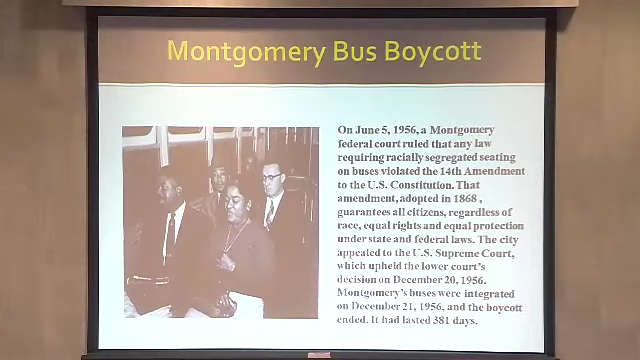 Montgomery Bus Boycott
On June 5, 1956, a Montgomery
federal court ruled that any law
requiring racially segregated seating
on buses violated the 14th Amendment
to the U.S. Constitution. That
amendment, adopted in 1868 ,
guarantees all citizens, regardless of
race, equal rights and equal protection
under state and federal laws. The city
appealed to the U.S. Supreme Court,
which upheld the lower court's
decision on December 20, 1956.
Montgomery's buses were integrated
on December 21, 1956, and the boycott
ended. It had lasted 381 days.